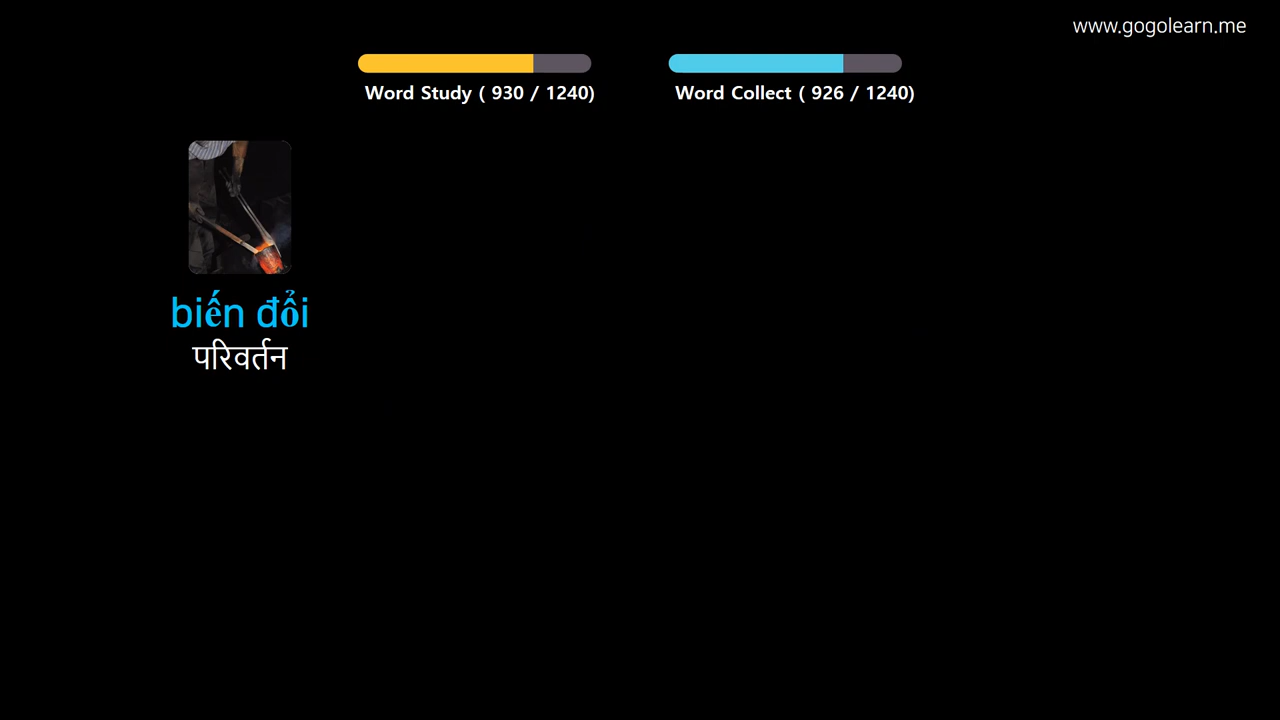 www.gogolearn.me
Word Study ( 930 / 1240)
Word Collect ( 926 / 1240)
biến đổi
परिवर्तन